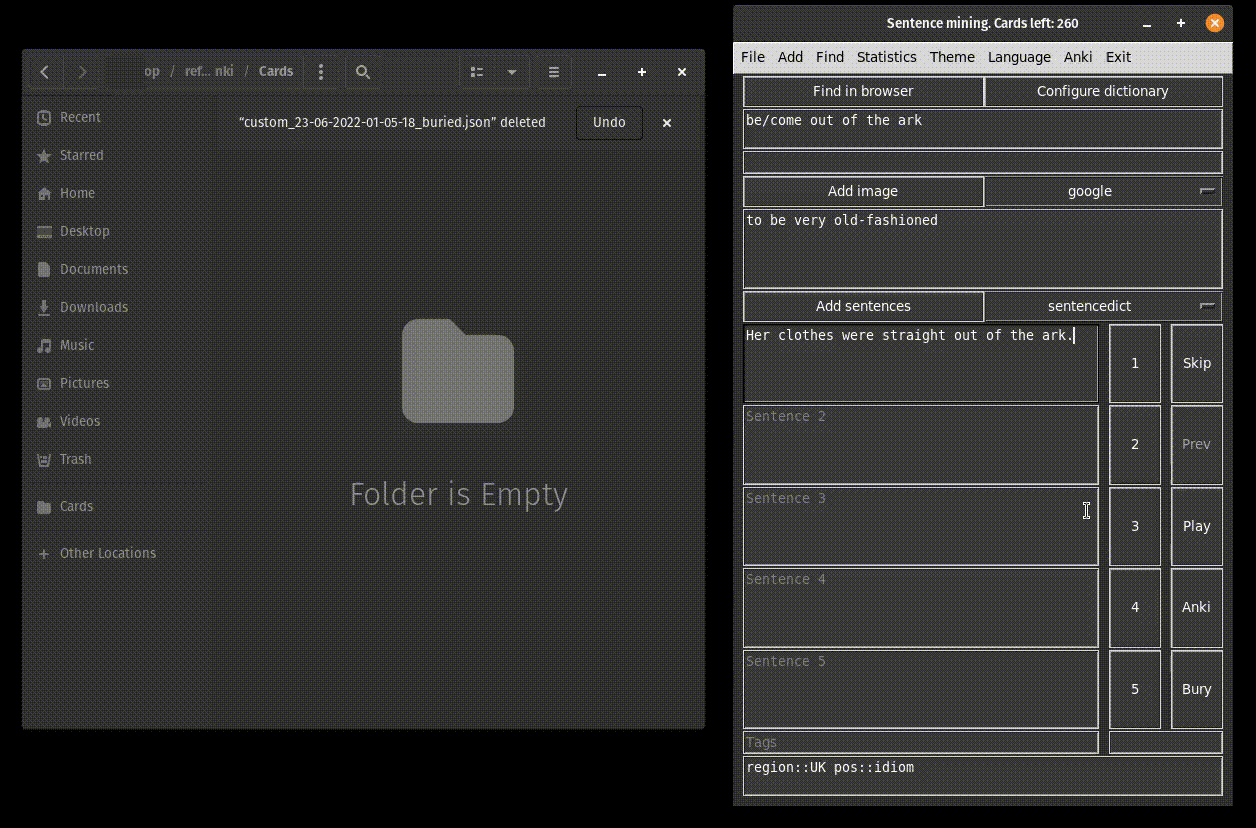 op / ref... nki / Cards
Recent
Starred
Home
Desktop
Documents
Downloads
Music
Pictures
Videos
Trash
Cards
Other Locations
“custom_23-06-2022-01-05-18_buried.json” deleted
Undo
Folder is Empty
Sentence mining. Cards left: 260
File Add Find Statistics Theme Language Anki Exit
Find in browser Configure dictionary
be/come out of the ark
Add image google
to be very old-fashioned
Add sentences sentencedict
Her clothes were straight out of the ark. 1 Skip
Sentence 2 2 Prev
Sentence 3 3 Play
Sentence 4 4 Anki
Sentence 5 5 Bury
Tags
region::UK pos::idiom